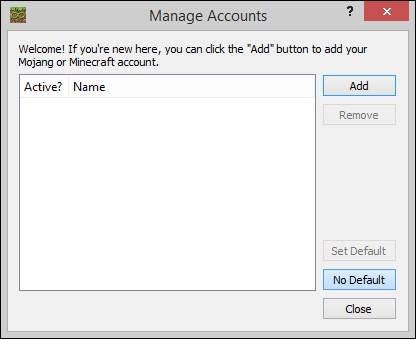 Manage Accounts
?
Welcome! If you're new here, you can click the "Add" button to add your
Mojang or Minecraft account.
Active? Name
Add
Remove
Set Default
No Default
Close